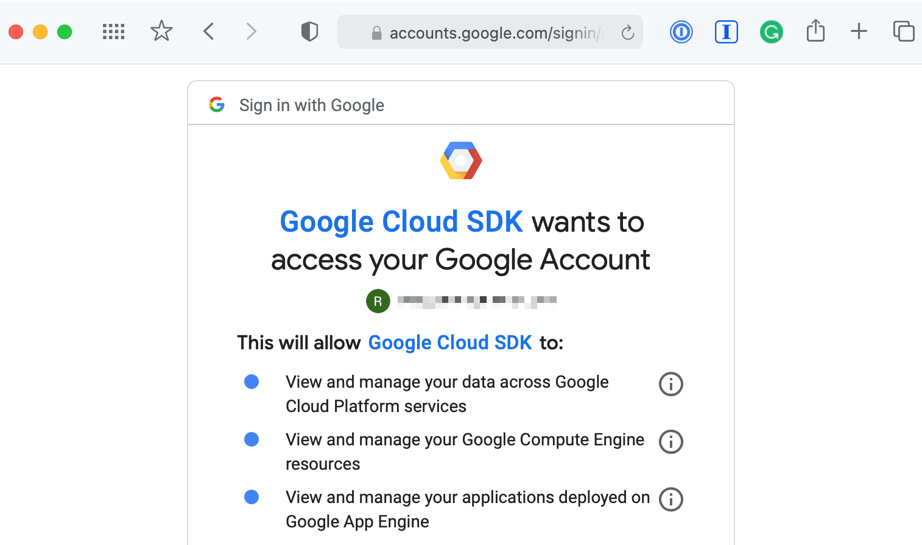 accounts.google.com/signin/
Sign in with Google
Google Cloud SDK wants to
access your Google Account
R
This will allow Google Cloud SDK to:
View and manage your data across Google
Cloud Platform services
View and manage your Google Compute Engine
resources
View and manage your applications deployed on
Google App Engine